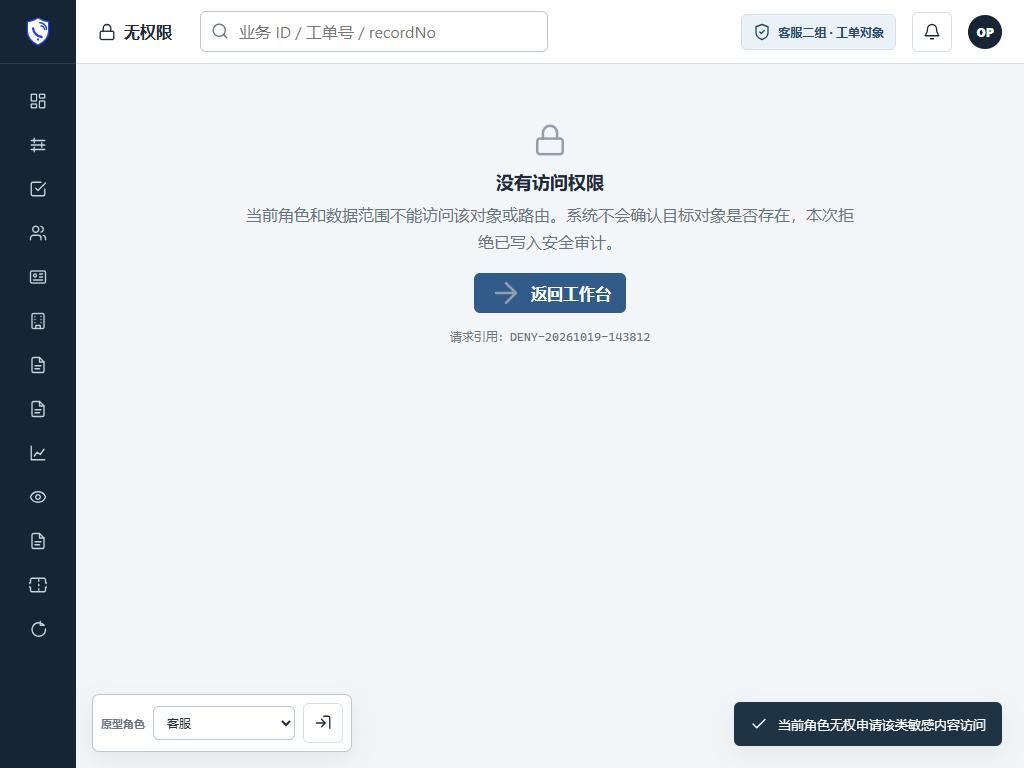 无权限
业务 ID / 工单号 / recordNo
客服二组 · 工单对象
OP
没有访问权限
当前角色和数据范围不能访问该对象或路由。系统不会确认目标对象是否存在，本次拒
绝已写入安全审计。
返回工作台
请求引用: DENY-20261019-143812
原型角色
客服
当前角色无权申请该类敏感内容访问